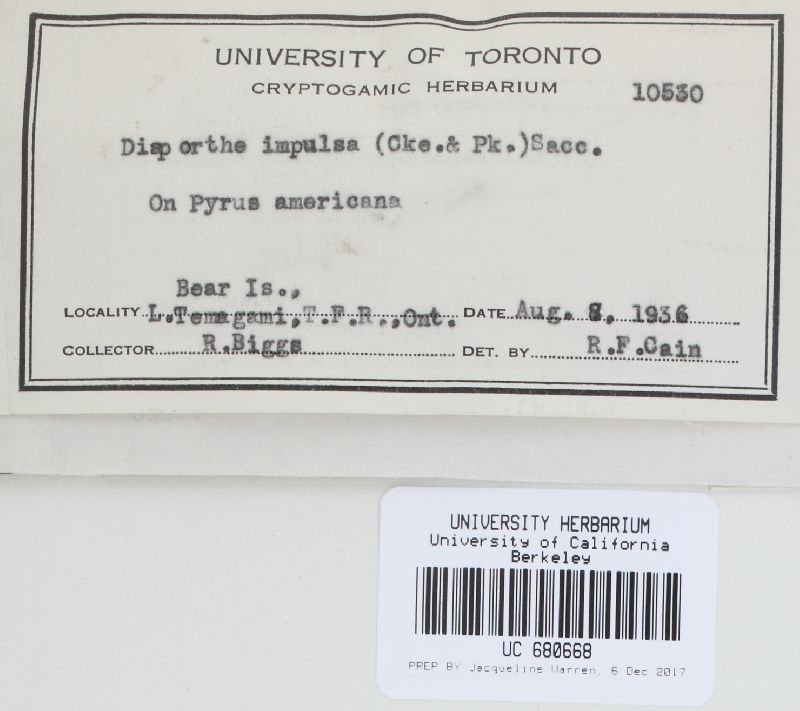 UNIVERSITY OF TORONTO
CRYPTOGAMIC HERBARIUM 10530
Diaporthe impulsa (Cke.& Pk.)Sacc.
On Pyrus americana
Bear Is.,
LOCALITY L.Temagami,T.F.R.,Ont. DATE Aug. 8, 1936
COLLECTOR R.Biggs DET. BY R.F.Cain
UNIVERSITY HERBARIUM
University of California
Berkeley
UC 680668
PREP BY Jacqueline Warren, 6 Dec 2017